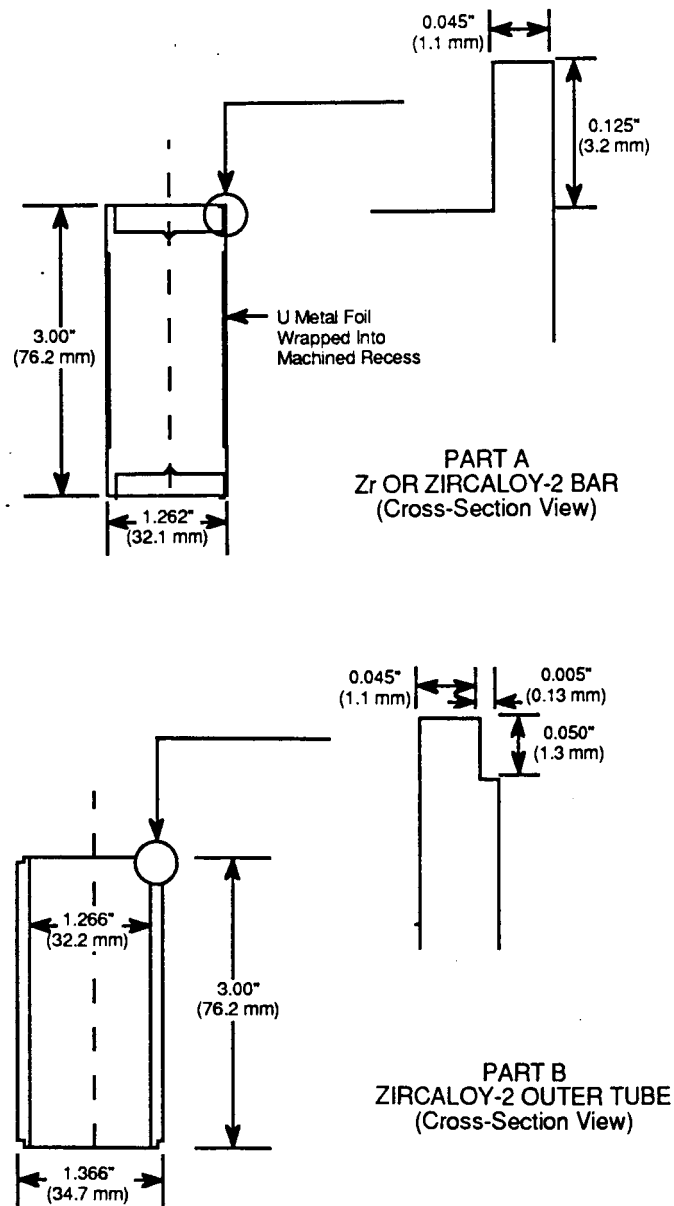 0.045"
(1.1 mm)
0.125"
(3.2 mm)
3.00"
(76.2 mm)
U Metal Foil
Wrapped Into
Machined Recess
PART A
Zr OR ZIRCALOY-2 BAR
(Cross-Section View)
1.262"
(32.1 mm)
0.045"
(1.1 mm)
0.005"
(0.13 mm)
0.050"
(1.3 mm)
1.266"
(32.2 mm)
3.00"
(76.2 mm)
PART B
ZIRCALOY-2 OUTER TUBE
(Cross-Section View)
1.366"
(34.7 mm)